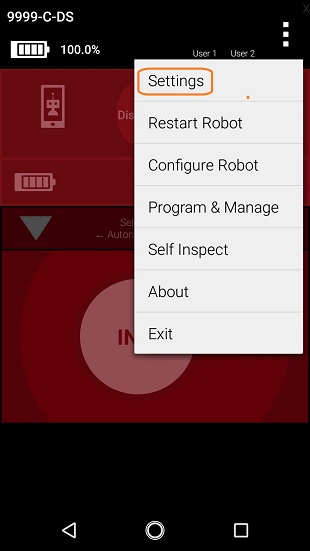 9999-C-DS
100.0%
User 1 User 2
Settings
Restart Robot
Configure Robot
Program & Manage
Self Inspect
About
Exit
Dis
Sel
← Auton
IN
X